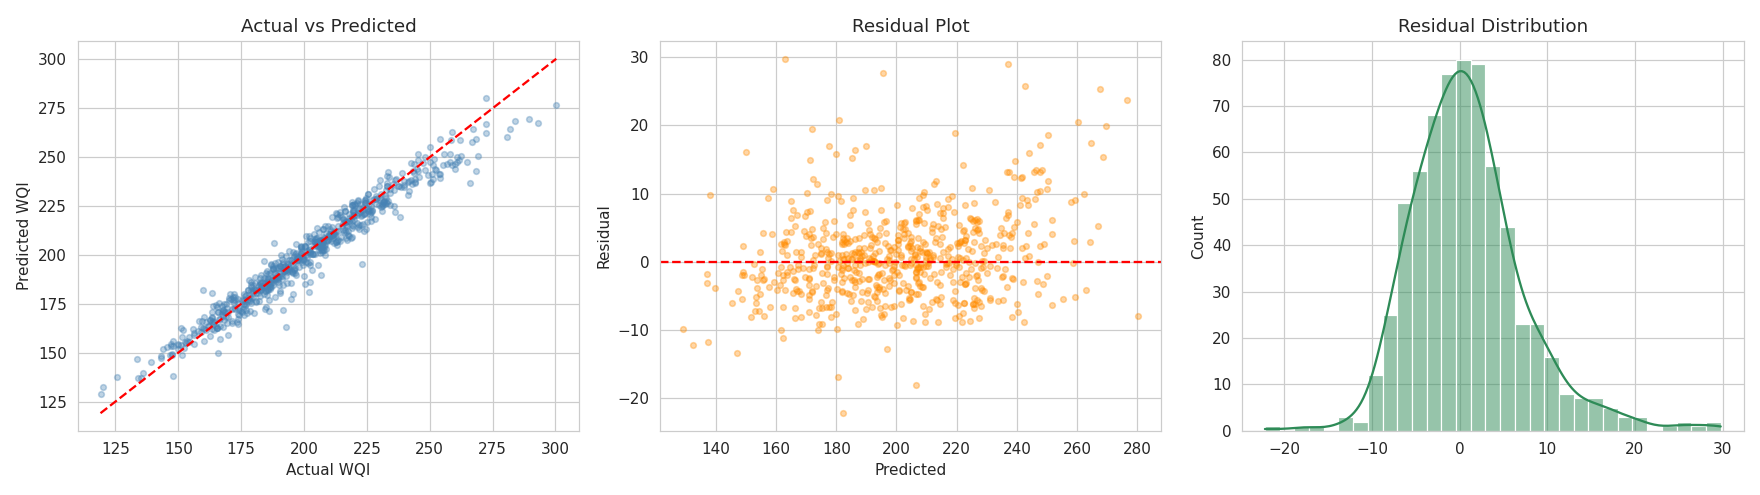 Actual vs Predicted
300
275
250
225
200
175
150
125
Predicted WQI
125 150 175 200 225 250 275 300
Actual WQI
Residual Plot
30
20
10
0
−10
−20
Residual
140 160 180 200 220 240 260 280
Predicted
Residual Distribution
80
70
60
50
40
30
20
10
0
Count
−20 −10 0 10 20 30